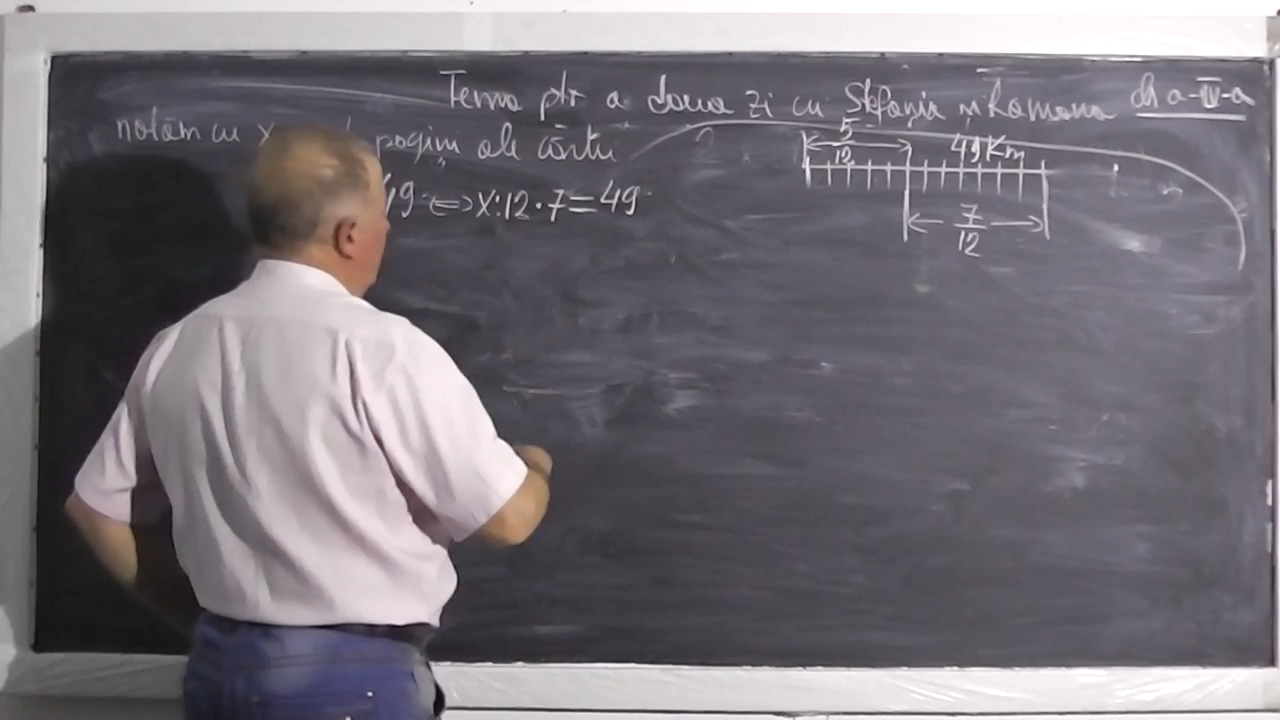 Tema ptr a doua zi cu Ștefania și Ramona cls a-IV-a
notăm cu x pagini ale cărții
49 ⇔ x:12·7=49
5
12
49 Km
7
12